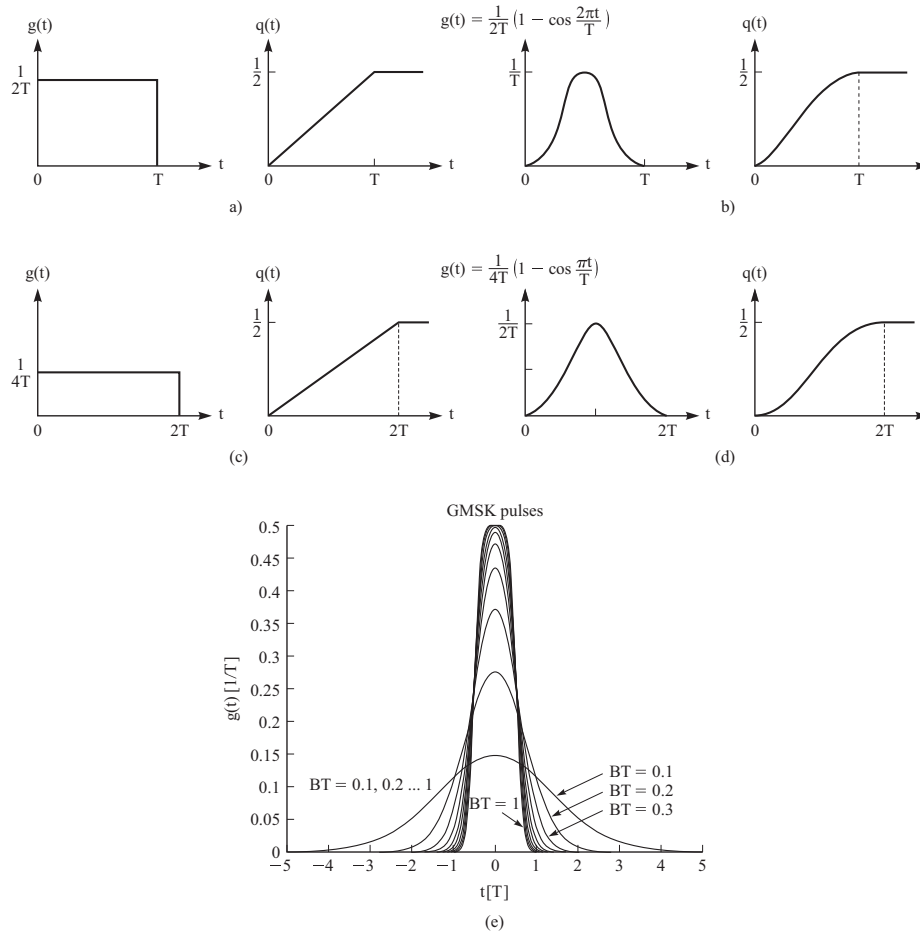 g(t)
1
2T
0
T
t
q(t)
1
2
0
T
t
a)
g(t) = 1/2T (1 − cos 2πt/T)
1
T
0
T
t
q(t)
1
2
0
T
b)
g(t)
1
4T
0
2T
t
q(t)
1
2
0
2T
t
(c)
g(t) = 1/4T (1 − cos πt/T)
1
2T
0
2T
t
q(t)
1
2
0
2T
(d)
GMSK pulses
0.5
0.45
0.4
0.35
0.3
0.25
0.2
0.15
0.1
0.05
0
g(t) [1/T]
BT = 0.1, 0.2 ... 1
BT = 1
BT = 0.1
BT = 0.2
BT = 0.3
−5 −4 −3 −2 −1 0 1 2 3 4 5
t[T]
(e)